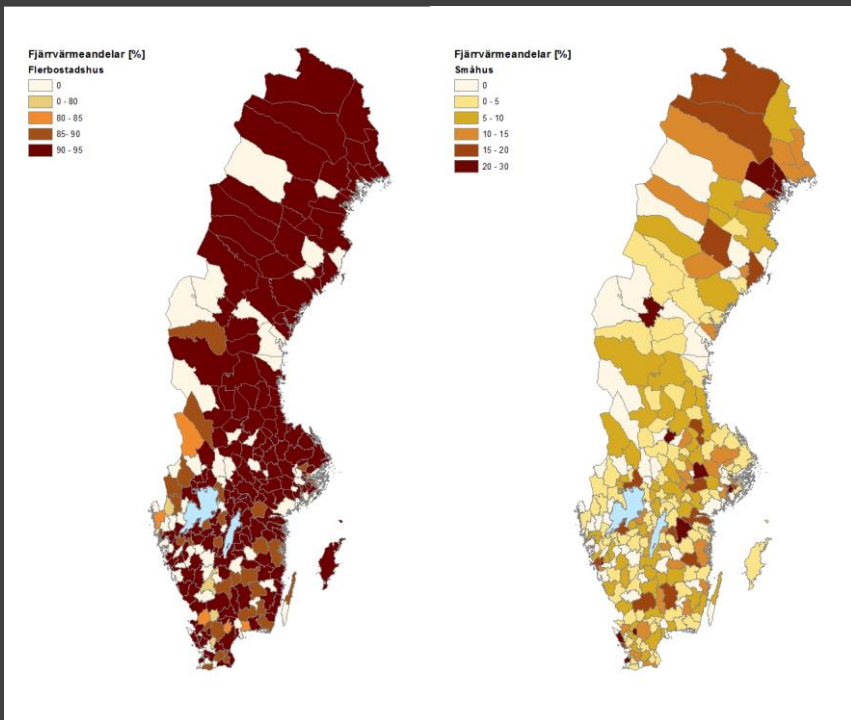 Fjärrvärmeandelar [%]
Flerbostadshus
0
0 - 80
80 - 85
85- 90
90 - 95
Fjärrvärmeandelar [%]
Småhus
0
0 - 5
5 - 10
10 - 15
15 - 20
20 - 30